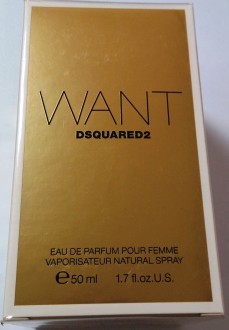 WANT
DSQUARED2
EAU DE PARFUM POUR FEMME
VAPORISATEUR NATURAL SPRAY
℮50 ml 1.7 fl.oz.U.S.